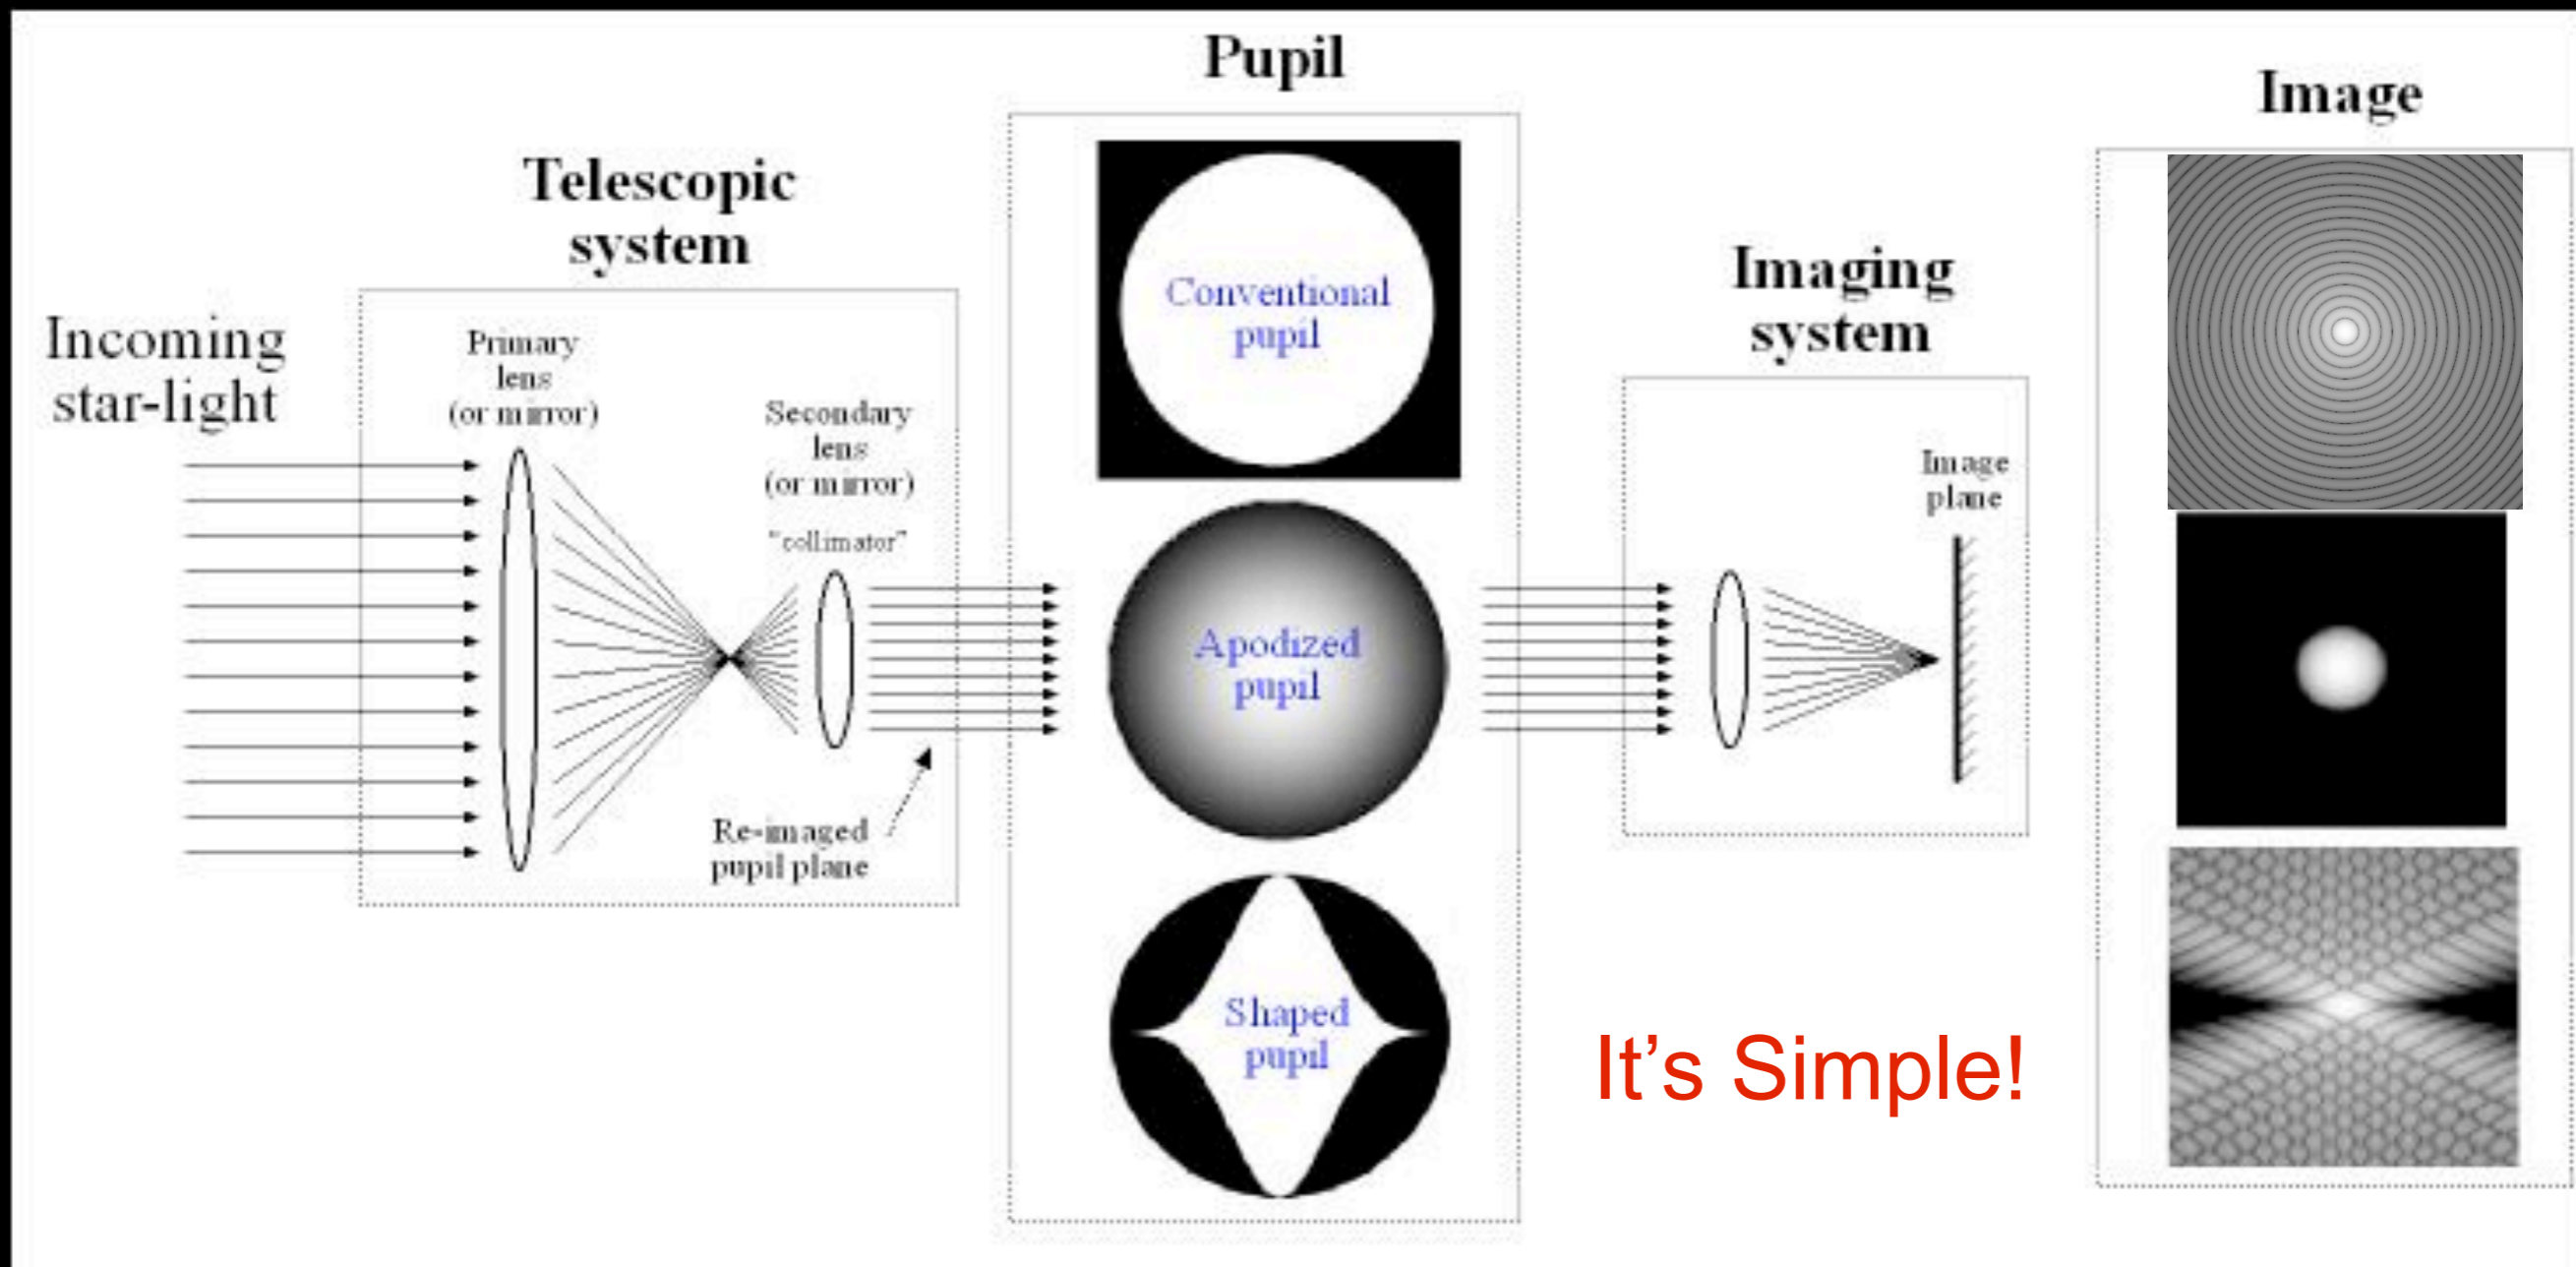 Pupil
Image
Telescopic
system
Imaging
system
Incoming
star-light
Primary
lens
(or mirror)
Secondary
lens
(or mirror)
"collimator"
Re-imaged
pupil plane
Conventional
pupil
Apodized
pupil
Shaped
pupil
Image
plane
It's Simple!